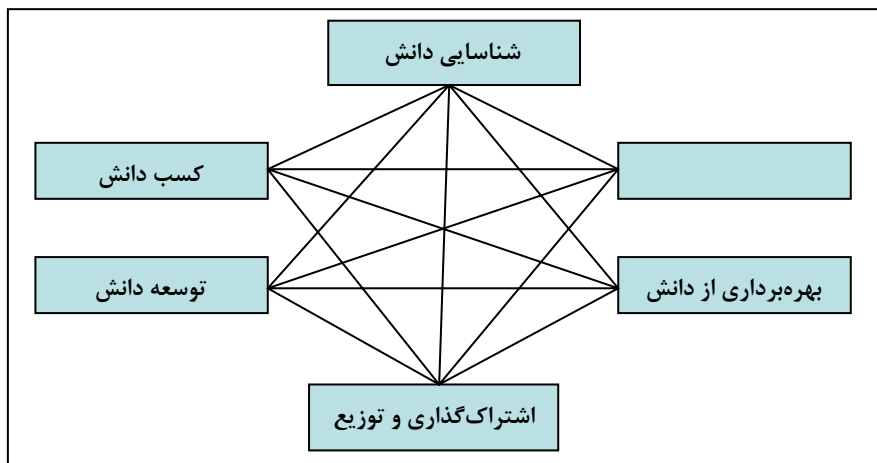 شناسایی دانش
کسب دانش
توسعه دانش
بهره‌برداری از دانش
اشتراک‌گذاری و توزیع